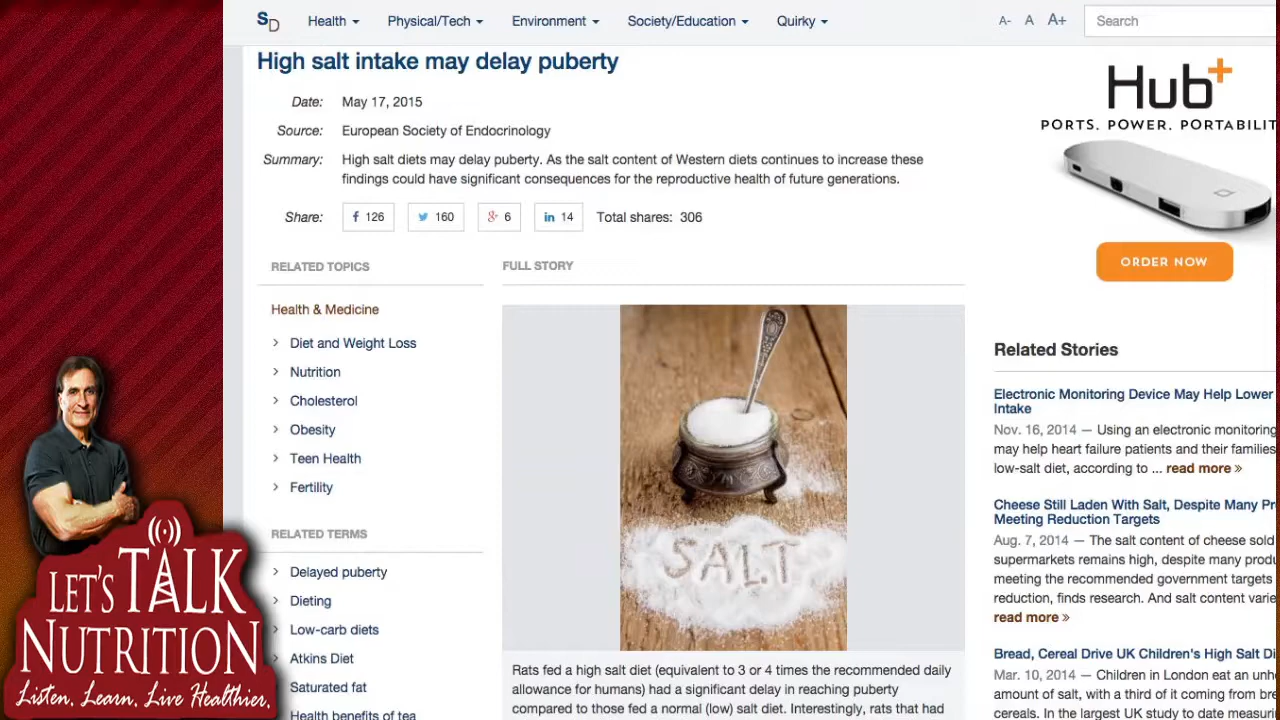 SD
Health
Physical/Tech
Environment
Society/Education
Quirky
A- A A+
Search
High salt intake may delay puberty
Date: May 17, 2015
Source: European Society of Endocrinology
Summary: High salt diets may delay puberty. As the salt content of Western diets continues to increase these
findings could have significant consequences for the reproductive health of future generations.
Share: 126 160 6 in 14 Total shares: 306
RELATED TOPICS
Health & Medicine
Diet and Weight Loss
Nutrition
Cholesterol
Obesity
Teen Health
Fertility
RELATED TERMS
Delayed puberty
Dieting
Low-carb diets
Atkins Diet
Saturated fat
Health benefits of tea
FULL STORY
SALT
Rats fed a high salt diet (equivalent to 3 or 4 times the recommended daily
allowance for humans) had a significant delay in reaching puberty
compared to those fed a normal (low) salt diet. Interestingly, rats that had
Hub+
PORTS. POWER. PORTABILIT
ORDER NOW
Related Stories
Electronic Monitoring Device May Help Lower
Intake
Nov. 16, 2014 — Using an electronic monitoring
may help heart failure patients and their families
low-salt diet, according to ... read more »
Cheese Still Laden With Salt, Despite Many Pr
Meeting Reduction Targets
Aug. 7, 2014 — The salt content of cheese sold
supermarkets remains high, despite many produ
meeting the recommended government targets
reduction, finds research. And salt content varie
read more »
Bread, Cereal Drive UK Children's High Salt Di
Mar. 10, 2014 — Children in London eat an unh
amount of salt, with a third of it coming from bre
cereals. In the largest UK study to date measuri
LET'S TALK
NUTRITION
Listen. Learn. Live Healthier.